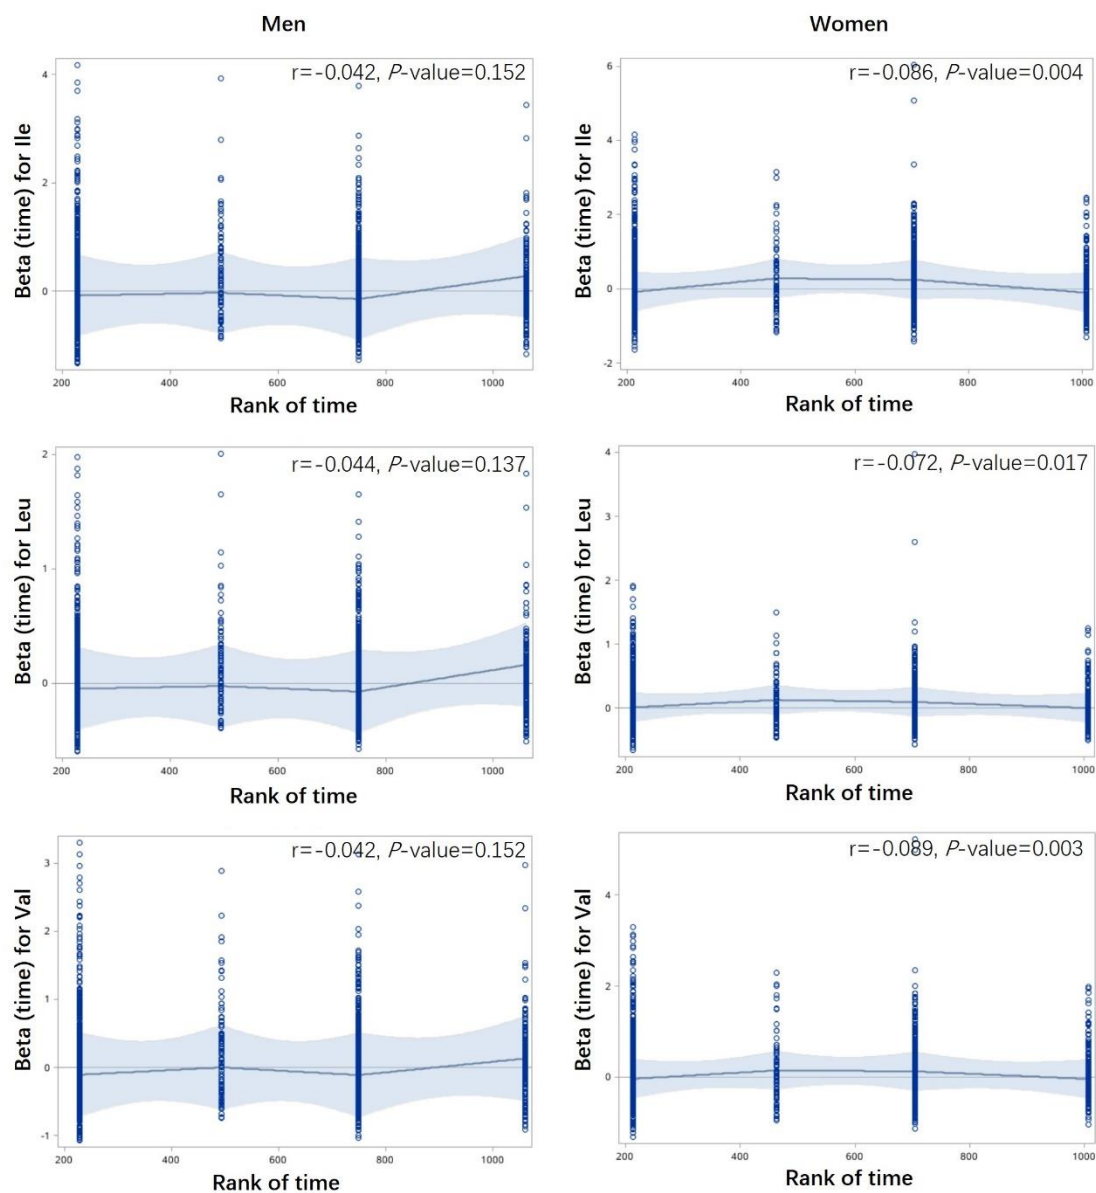 Men
Women
r=-0.042, P-value=0.152
Beta (time) for Ile
4
2
0
200
400
600
800
1000
Rank of time
r=-0.086, P-value=0.004
Beta (time) for Ile
6
4
2
0
-2
200
400
600
800
1000
Rank of time
r=-0.044, P-value=0.137
Beta (time) for Leu
2
1
0
200
400
600
800
1000
Rank of time
r=-0.072, P-value=0.017
Beta (time) for Leu
4
3
2
1
0
200
400
600
800
1000
Rank of time
r=-0.042, P-value=0.152
Beta (time) for Val
3
2
1
0
-1
200
400
600
800
1000
Rank of time
r=-0.089, P-value=0.003
Beta (time) for Val
4
2
0
200
400
600
800
1000
Rank of time